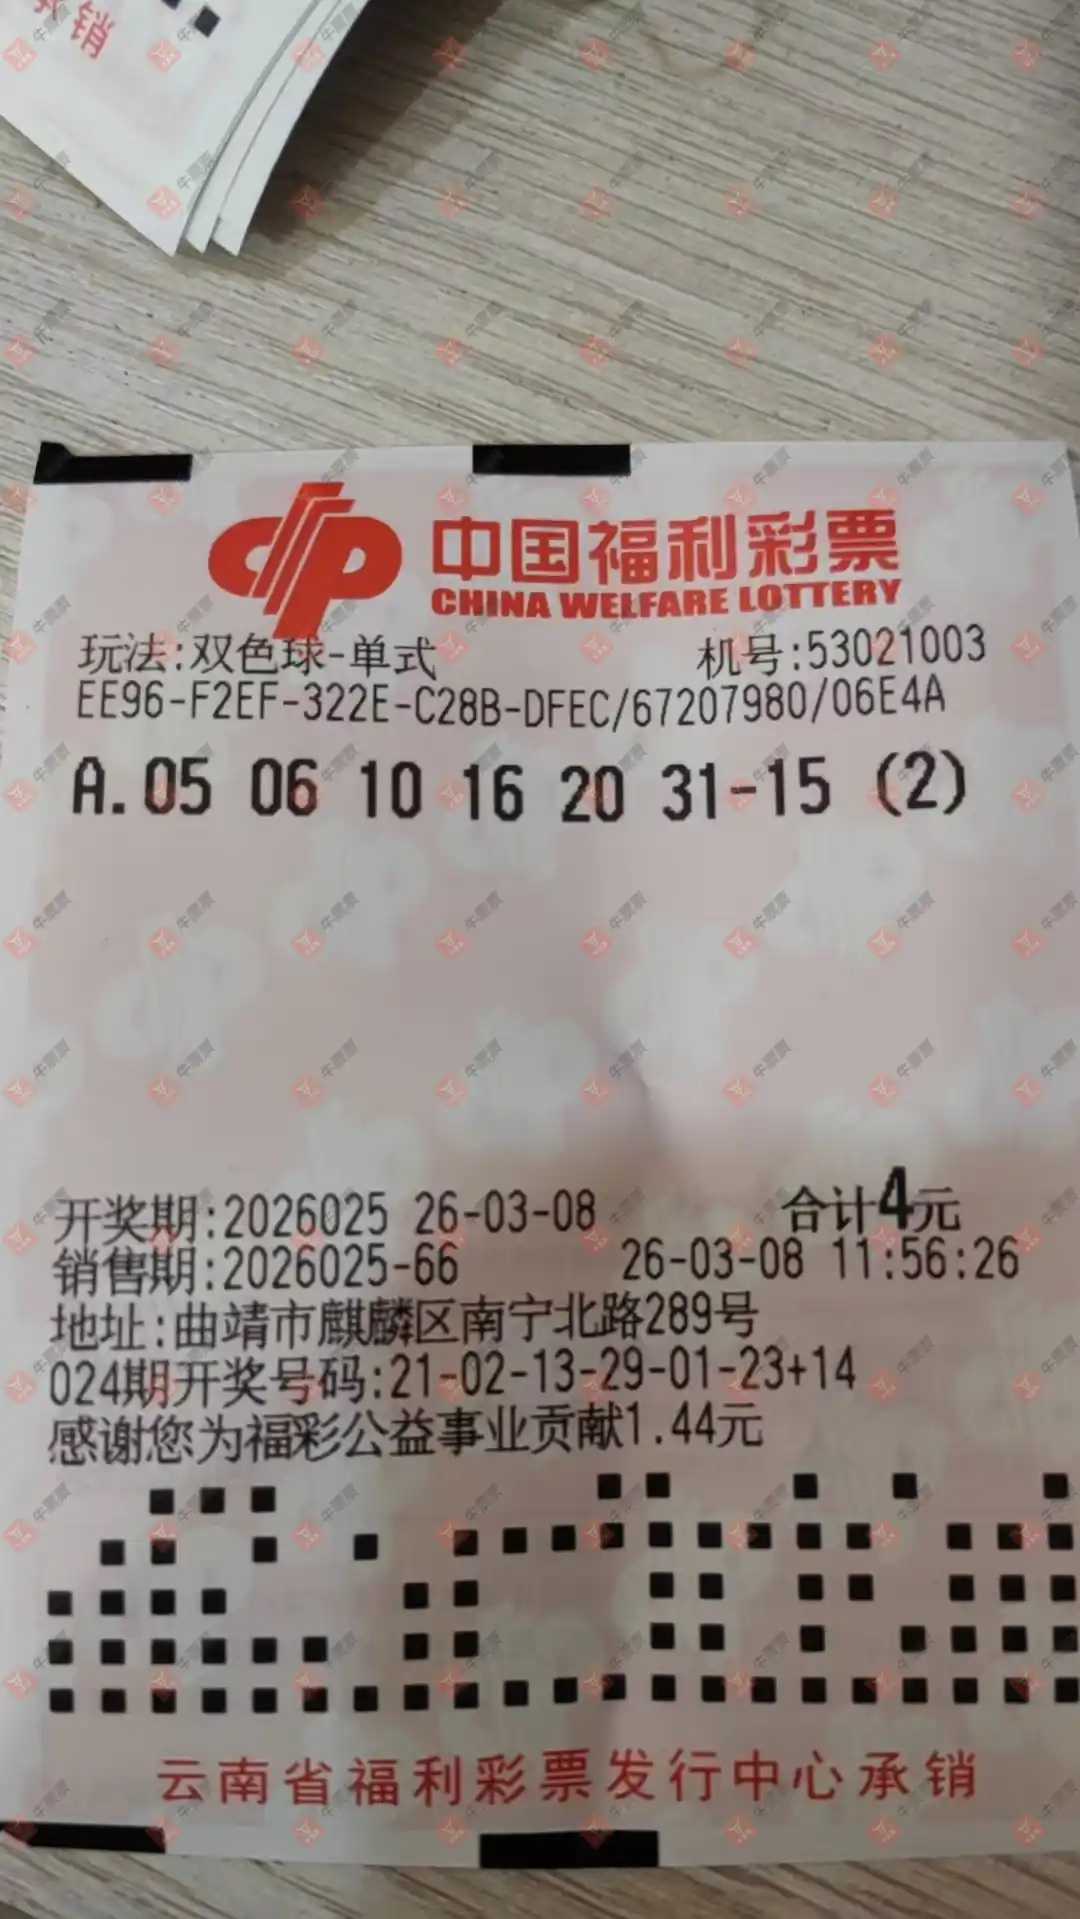 承销
中国福利彩票
CHINA WELFARE LOTTERY
玩法:双色球-单式 机号:53021003
EE96-F2EF-322E-C28B-DFEC/67207980/06E4A
A.05 06 10 16 20 31-15 (2)
开奖期:2026025 26-03-08 合计4元
销售期:2026025-66 26-03-08 11:56:26
地址:曲靖市麒麟区南宁北路289号
024期开奖号码:21-02-13-29-01-23+14
感谢您为福彩公益事业贡献1.44元
云南省福利彩票发行中心承销
牛票票